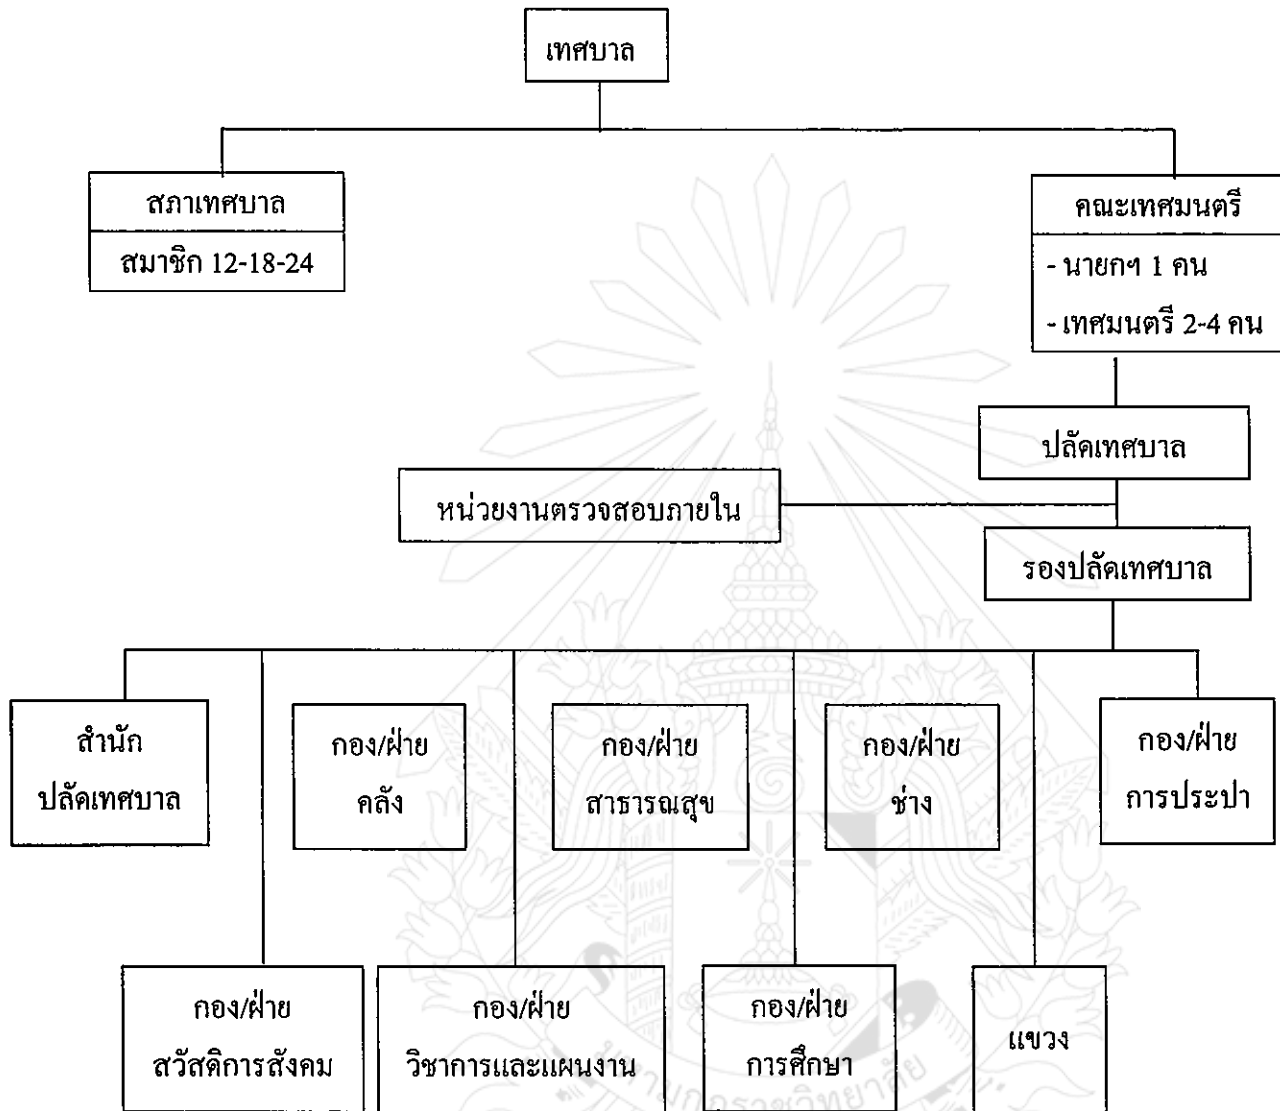 เทศบาล
สภาเทศบาล
สมาชิก 12-18-24
คณะเทศมนตรี
- นายกฯ 1 คน
- เทศมนตรี 2-4 คน
ปลัดเทศบาล
หน่วยงานตรวจสอบภายใน
รองปลัดเทศบาล
สำนัก
ปลัดเทศบาล
กอง/ฝ่าย
คลัง
กอง/ฝ่าย
สาธารณสุข
กอง/ฝ่าย
ช่าง
กอง/ฝ่าย
การประปา
กอง/ฝ่าย
สวัสดิการสังคม
กอง/ฝ่าย
วิชาการและแผนงาน
กอง/ฝ่าย
การศึกษา
แขวง